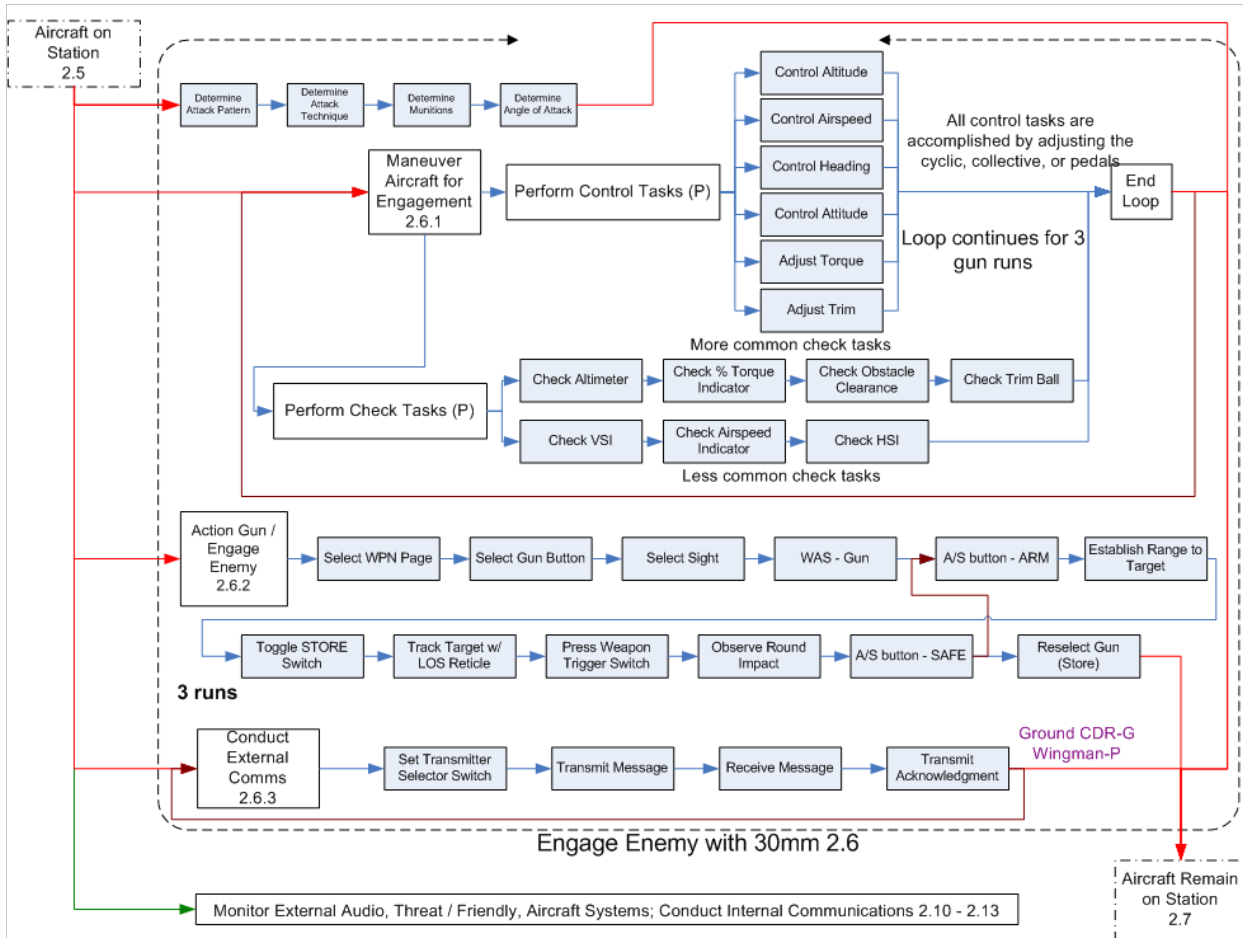 Aircraft on
Station
2.5
Determine
Attack Pattern
Determine
Attack
Technique
Determine
Munitions
Determine
Angle of Attack
Control Altitude
Control Airspeed
Control Heading
Control Attitude
Adjust Torque
Adjust Trim
All control tasks are
accomplished by adjusting the
cyclic, collective, or pedals
Maneuver
Aircraft for
Engagement
2.6.1
Perform Control Tasks (P)
End
Loop
Loop continues for 3
gun runs
More common check tasks
Perform Check Tasks (P)
Check Altimeter
Check % Torque
Indicator
Check Obstacle
Clearance
Check Trim Ball
Check VSI
Check Airspeed
Indicator
Check HSI
Less common check tasks
Action Gun /
Engage
Enemy
2.6.2
Select WPN Page
Select Gun Button
Select Sight
WAS - Gun
A/S button - ARM
Establish Range to
Target
Toggle STORE
Switch
Track Target w/
LOS Reticle
Press Weapon
Trigger Switch
Observe Round
Impact
A/S button - SAFE
Reselect Gun
(Store)
3 runs
Conduct
External
Comms
2.6.3
Set Transmitter
Selector Switch
Transmit Message
Receive Message
Transmit
Acknowledgment
Ground CDR-G
Wingman-P
Engage Enemy with 30mm 2.6
Monitor External Audio, Threat / Friendly, Aircraft Systems; Conduct Internal Communications 2.10 - 2.13
Aircraft Remain
on Station
2.7